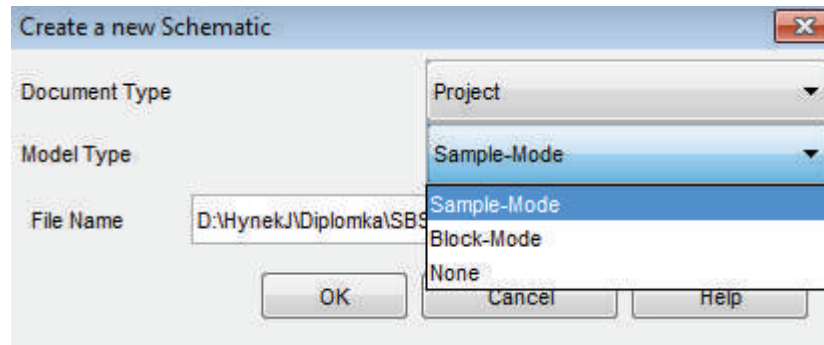 Create a new Schematic
Document Type
Project
Model Type
Sample-Mode
File Name
D:\HynekJ\Diplomka\SBS
Sample-Mode
Block-Mode
None
OK
Cancel
Help